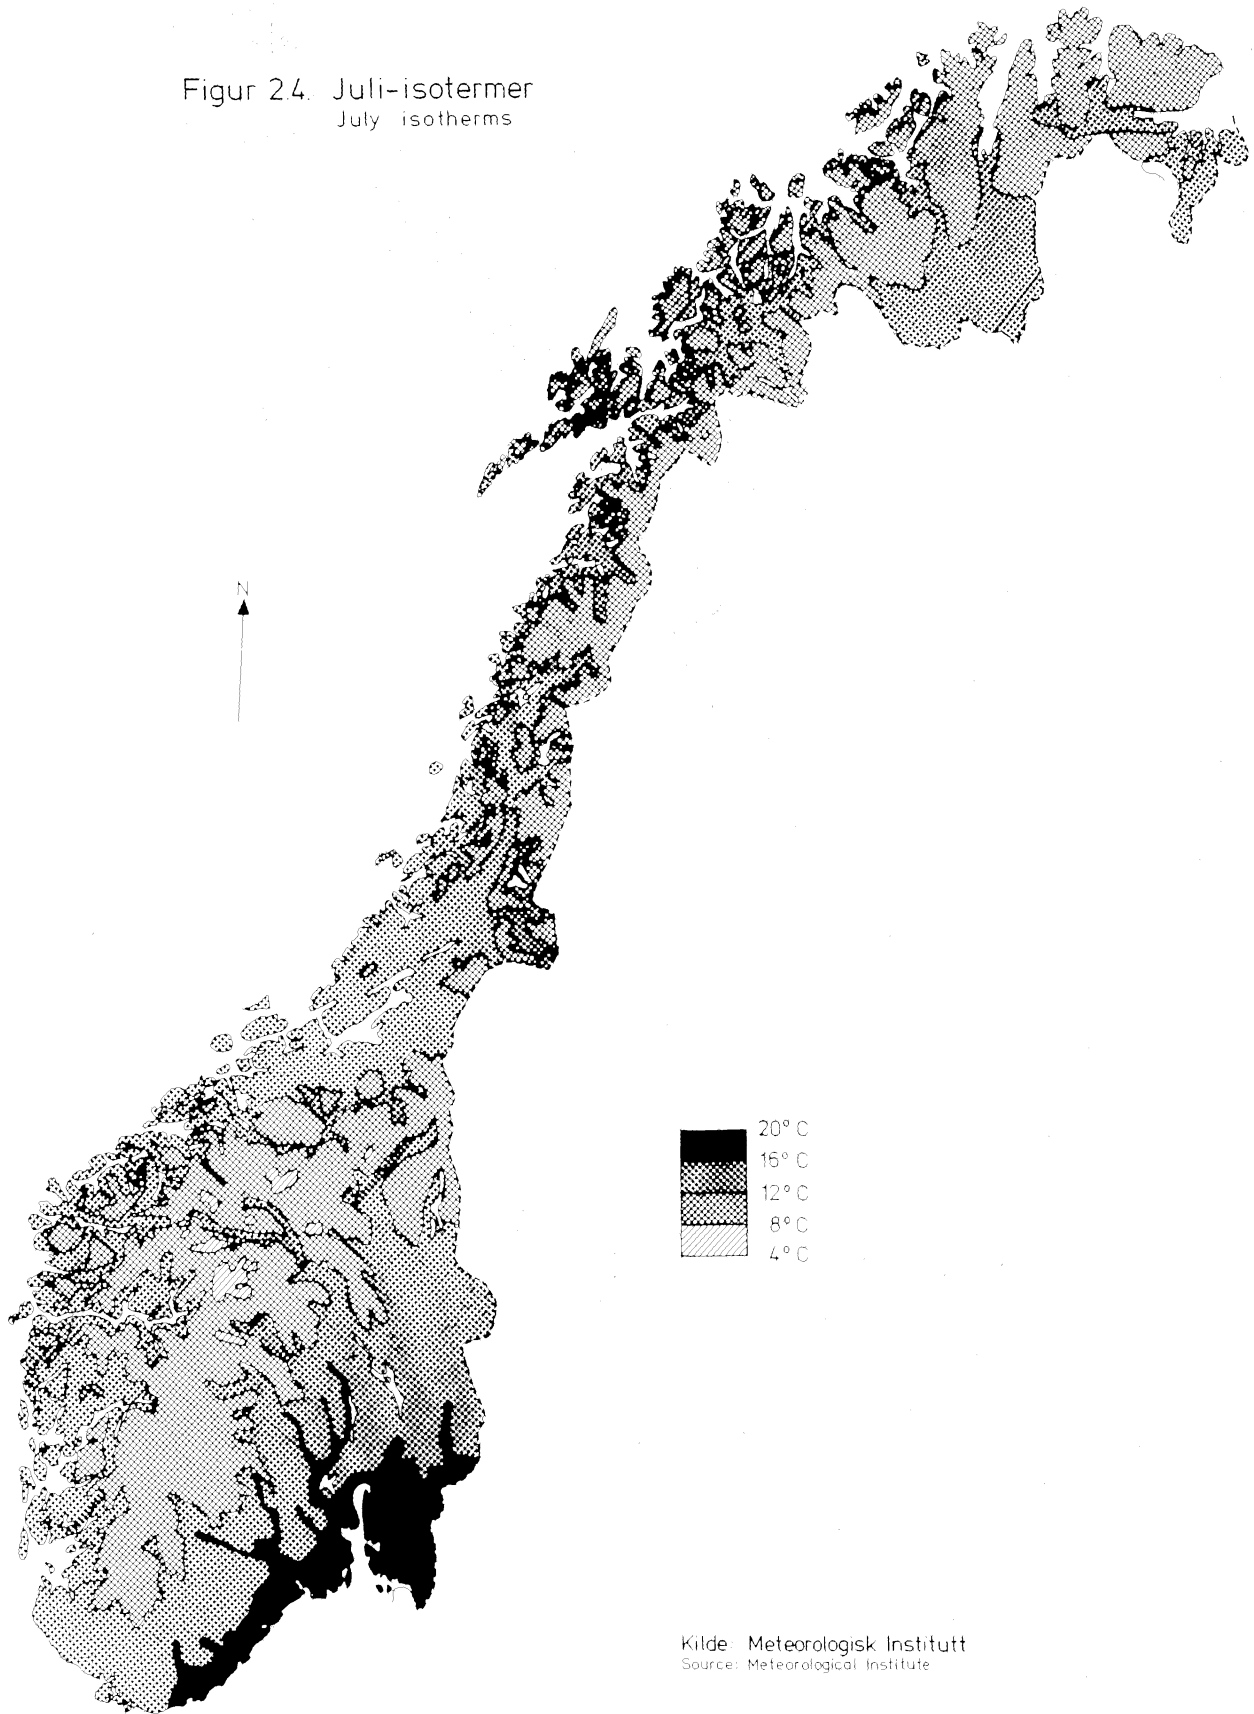 Figur 2.4. Juli-isotermer
July isotherms
N
20° C
16° C
12° C
8° C
4° C
Kilde: Meteorologisk Institutt
Source: Meteorological Institute